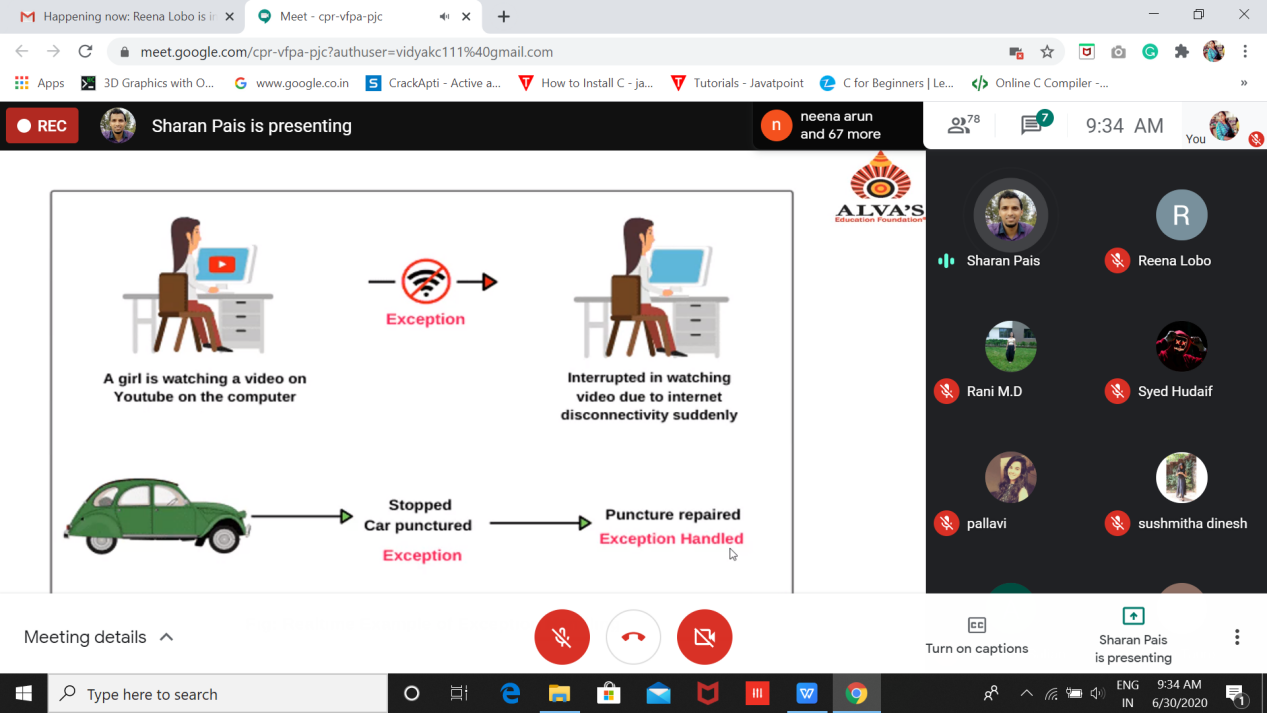 Happening now: Reena Lobo is in
Meet - cpr-vfpa-pjc
meet.google.com/cpr-vfpa-pjc?authuser=vidyakc111%40gmail.com
Apps
3D Graphics with O...
www.google.co.in
CrackApti - Active a...
How to Install C - ja...
Tutorials - Javatpoint
C for Beginners | Le...
Online C Compiler -...
»
REC
Sharan Pais is presenting
n
neena arun
and 67 more
78
7
9:34 AM
You
ALVA'S
Education Foundation®
Exception
A girl is watching a video on
Youtube on the computer
Interrupted in watching
video due to internet
disconnectivity suddenly
Stopped
Car punctured
Exception
Puncture repaired
Exception Handled
Sharan Pais
R
Reena Lobo
Rani M.D
Syed Hudaif
pallavi
sushmitha dinesh
Meeting details
CC
Turn on captions
Sharan Pais
is presenting
Type here to search
ENG
IN
9:34 AM
6/30/2020
1